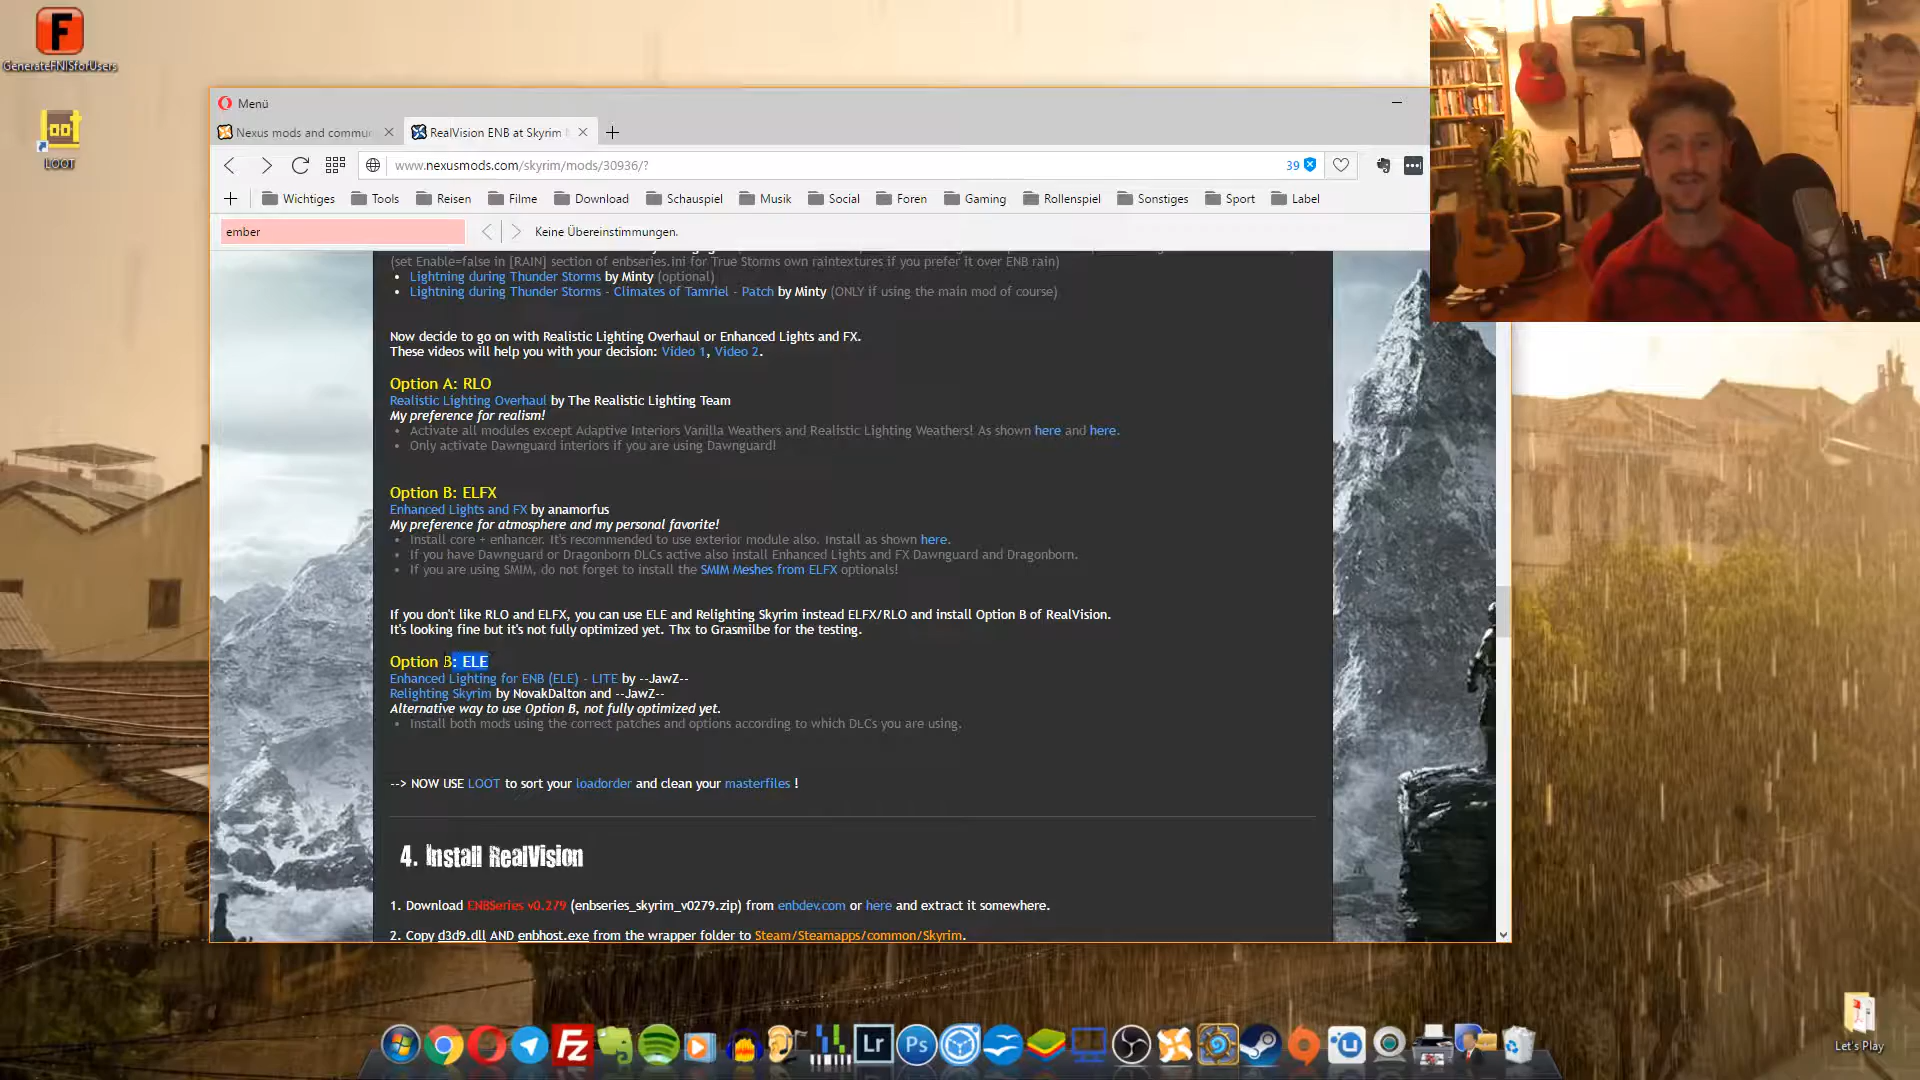 GenerateFNISforUsers
LOOT
Menü
Nexus mods and commu
RealVision ENB at Skyrim
www.nexusmods.com/skyrim/mods/30936/?
39
Wichtiges
Tools
Reisen
Filme
Download
Schauspiel
Musik
Social
Foren
Gaming
Rollenspiel
Sonstiges
Sport
Label
ember
Keine Übereinstimmungen.
(set Enable=false in [RAIN] section of enbseries.ini for True Storms own raintextures if you prefer it over ENB rain)
Lightning during Thunder Storms by Minty (optional)
Lightning during Thunder Storms - Climates of Tamriel - Patch by Minty (ONLY if using the main mod of course)
Now decide to go on with Realistic Lighting Overhaul or Enhanced Lights and FX.
These videos will help you with your decision: Video 1, Video 2.
Option A: RLO
Realistic Lighting Overhaul by The Realistic Lighting Team
My preference for realism!
Activate all modules except Adaptive Interiors Vanilla Weathers and Realistic Lighting Weathers! As shown here and here.
Only activate Dawnguard interiors if you are using Dawnguard!
Option B: ELFX
Enhanced Lights and FX by anamorfus
My preference for atmosphere and my personal favorite!
Install core + enhancer. It's recommended to use exterior module also. Install as shown here.
If you have Dawnguard or Dragonborn DLCs active also install Enhanced Lights and FX Dawnguard and Dragonborn.
If you are using SMIM, do not forget to install the SMIM Meshes from ELFX optionals!
If you don't like RLO and ELFX, you can use ELE and Relighting Skyrim instead ELFX/RLO and install Option B of RealVision.
It's looking fine but it's not fully optimized yet. Thx to Grasmilbe for the testing.
Option B: ELE
Enhanced Lighting for ENB (ELE) - LITE by --JawZ--
Relighting Skyrim by NovakDalton and --JawZ--
Alternative way to use Option B, not fully optimized yet.
Install both mods using the correct patches and options according to which DLCs you are using.
--> NOW USE LOOT to sort your loadorder and clean your masterfiles !
4. Install RealVision
1. Download ENBSeries v0.279 (enbseries_skyrim_v0279.zip) from enbdev.com or here and extract it somewhere.
2. Copy d3d9.dll AND enbhost.exe from the wrapper folder to Steam/Steamapps/common/Skyrim.
Fz
Lr
Ps
Let's Play